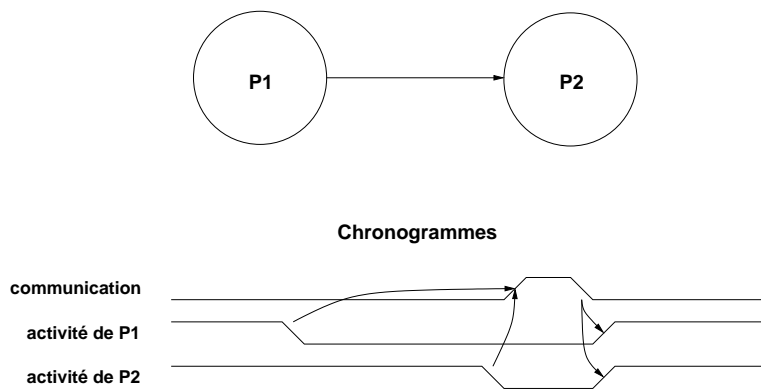 P1
P2
Chronogrammes
communication
activité de P1
activité de P2